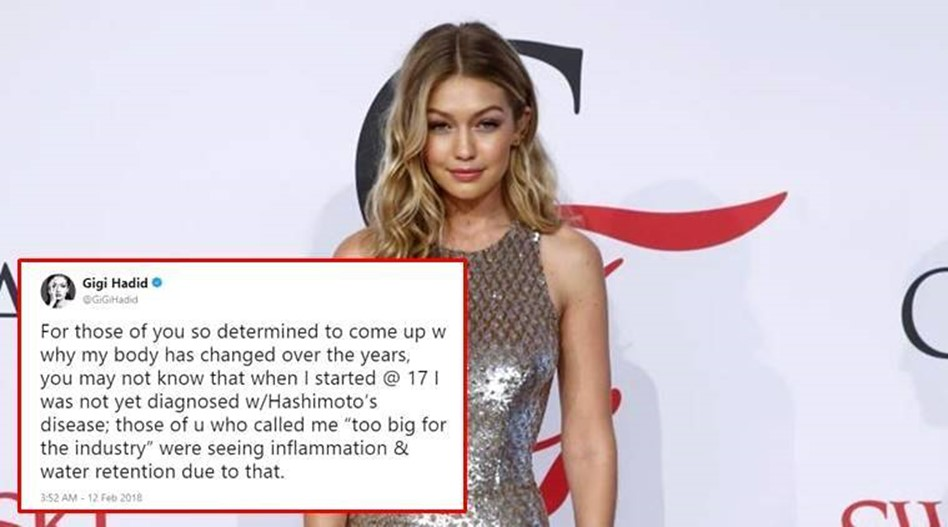 Gigi Hadid
@GiGiHadid
For those of you so determined to come up w
why my body has changed over the years,
you may not know that when I started @ 17 I
was not yet diagnosed w/Hashimoto's
disease; those of u who called me "too big for
the industry" were seeing inflammation &
water retention due to that.
3:52 AM - 12 Feb 2018